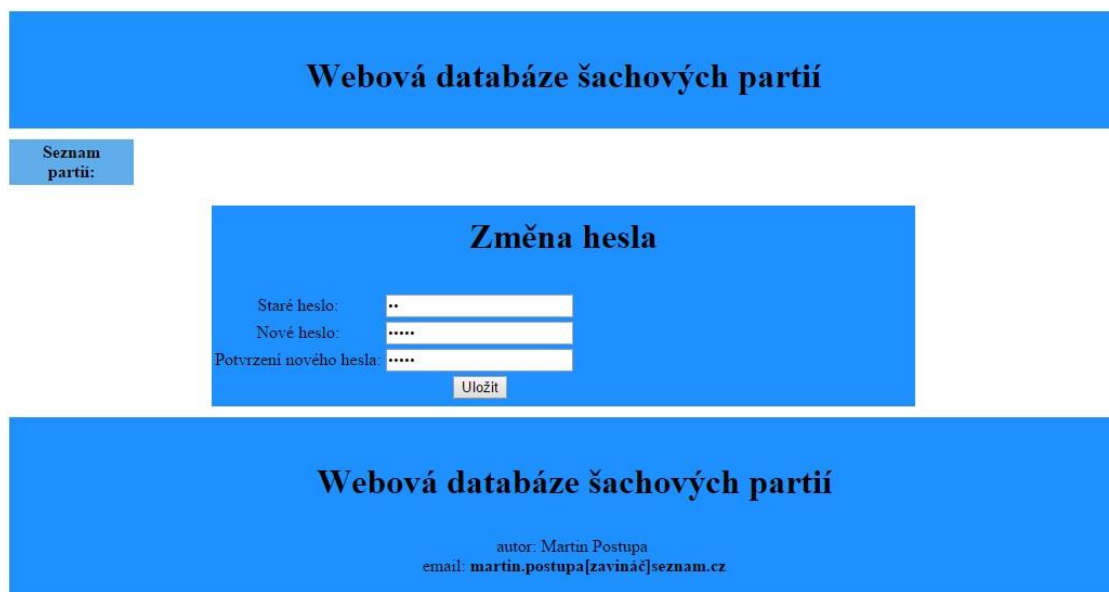 Webová databáze šachových partií
Seznam
partií:
Změna hesla
Staré heslo: ••
Nové heslo: •••••
Potvrzení nového hesla: •••••
Uložit
Webová databáze šachových partií
autor: Martin Postupa
email: martin.postupa[zavináč]seznam.cz